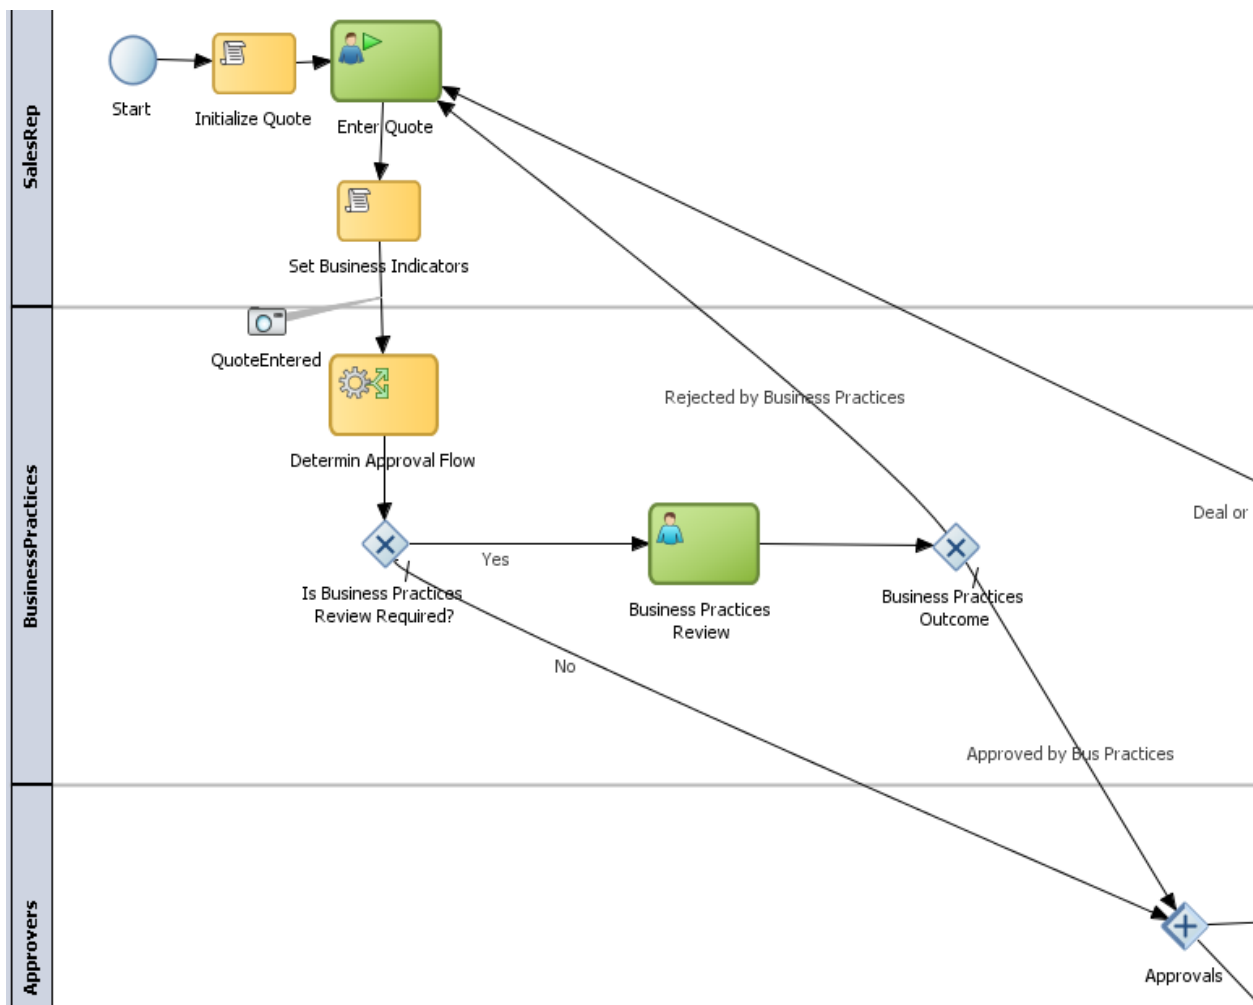 SalesRep
Start
Initialize Quote
Enter Quote
Set Business Indicators
BusinessPractices
QuoteEntered
Rejected by Business Practices
Determin Approval Flow
Deal or
Yes
Is Business Practices
Review Required?
Business Practices
Review
Business Practices
Outcome
No
Approved by Bus Practices
Approvers
Approvals